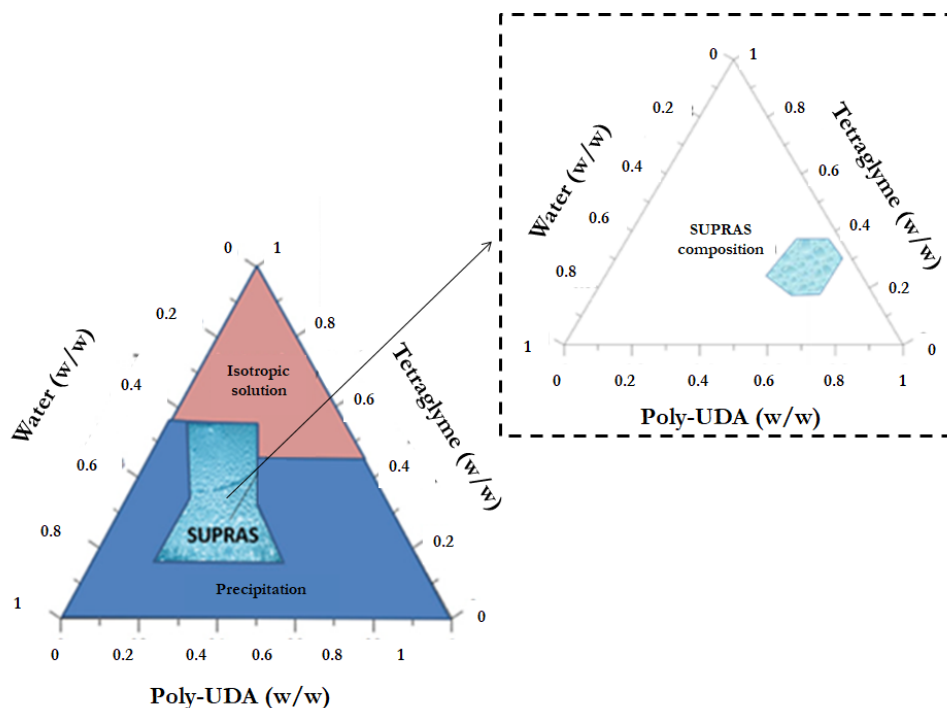 0 1
0.2
0.4
0.6
0.8
1
Water (w/w)
0.8
0.6
0.4
0.2
0
Tetraglyme (w/w)
Isotropic
solution
SUPRAS
Precipitation
0 0.2 0.4 0.6 0.8 1
Poly-UDA (w/w)
0 1
0.2
0.4
0.6
0.8
1
Water (w/w)
0.8
0.6
0.4
0.2
0
Tetraglyme (w/w)
SUPRAS
composition
0 0.2 0.4 0.6 0.8 1
Poly-UDA (w/w)